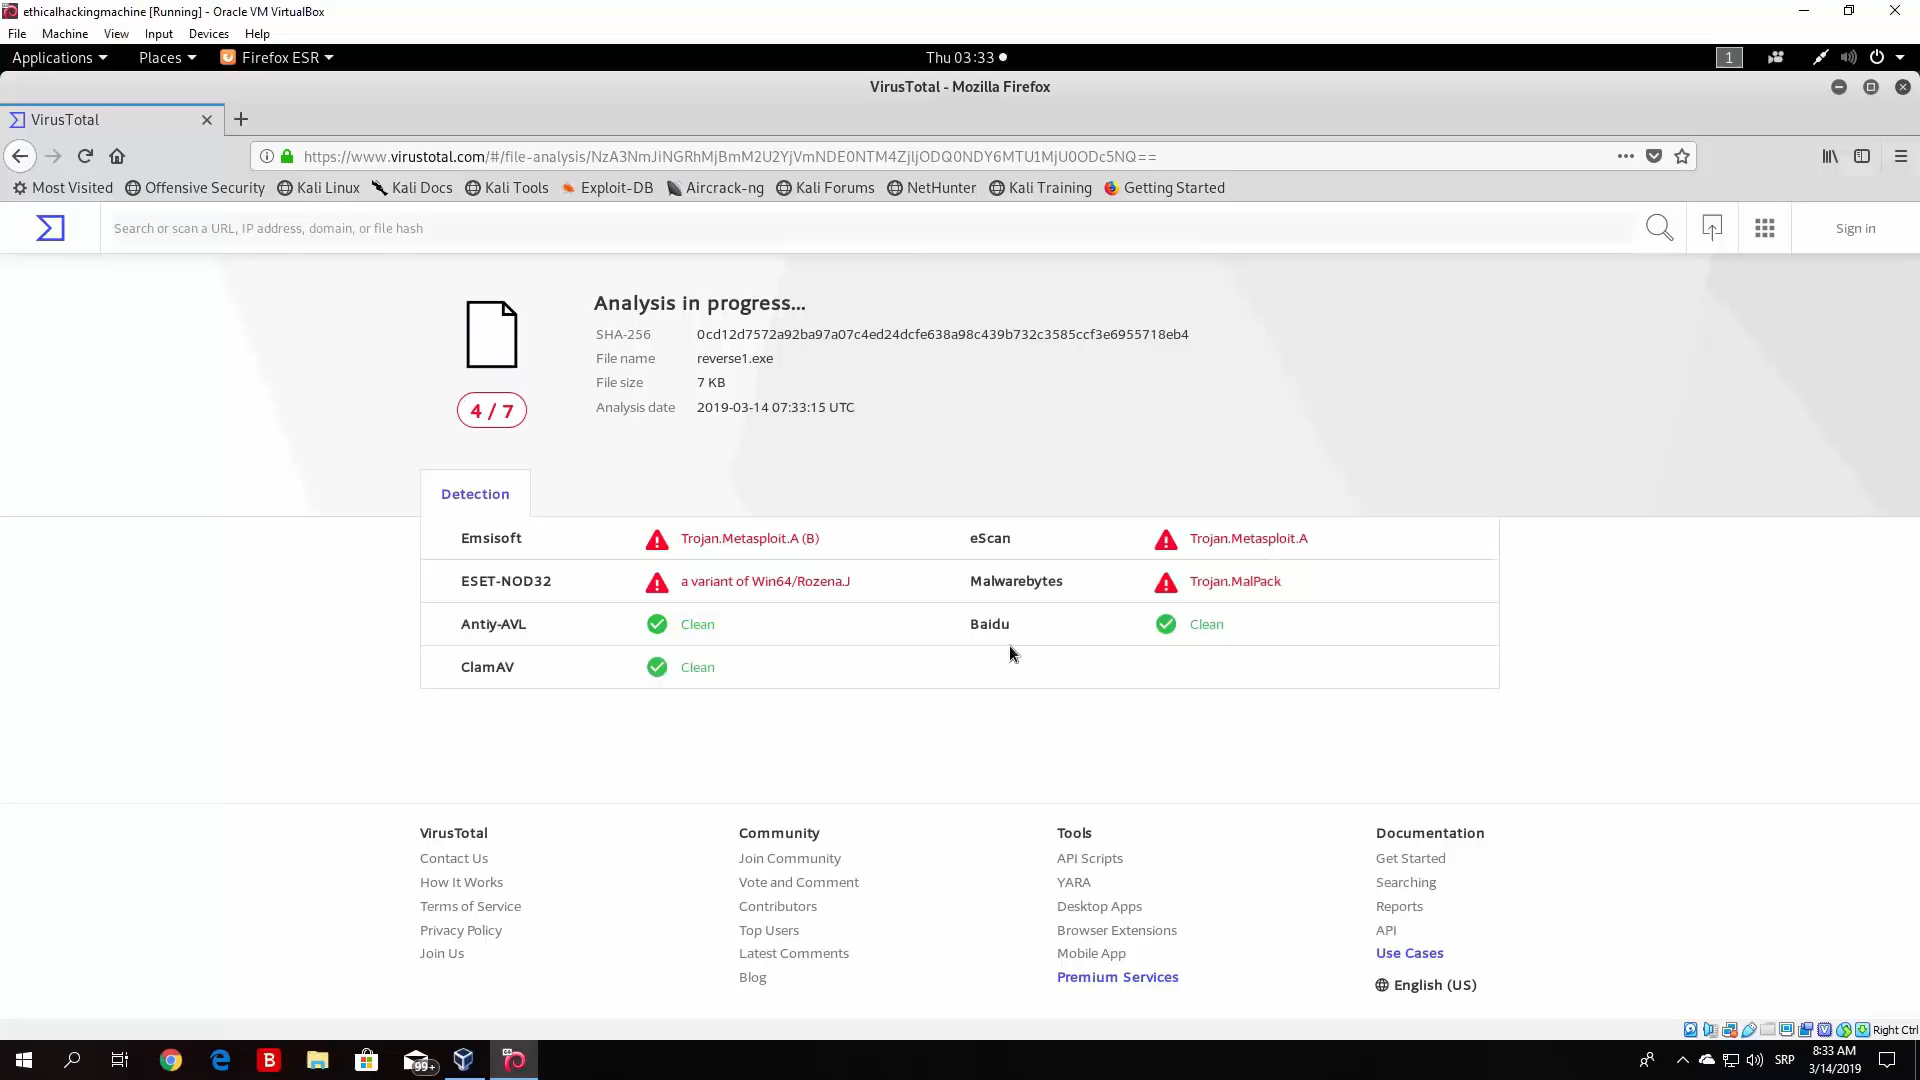 ethicalhackingmachine [Running] - Oracle VM VirtualBox
File Machine View Input Devices Help
Applications Places Firefox ESR Thu 03:33 1
VirusTotal - Mozilla Firefox
VirusTotal
https://www.virustotal.com/#/file-analysis/NzA3NmJiNGRhMjBmM2U2YjVmNDE0NTM4ZjljODQ0NDY6MTU1MjU0ODc5NQ==
Most Visited Offensive Security Kali Linux Kali Docs Kali Tools Exploit-DB Aircrack-ng Kali Forums NetHunter Kali Training Getting Started
Search or scan a URL, IP address, domain, or file hash Sign in
Analysis in progress...
SHA-256 0cd12d7572a92ba97a07c4ed24dcfe638a98c439b732c3585ccf3e6955718eb4
File name reverse1.exe
File size 7 KB
4 / 7
Analysis date 2019-03-14 07:33:15 UTC
Detection
Emsisoft Trojan.Metasploit.A (B) eScan Trojan.Metasploit.A
ESET-NOD32 a variant of Win64/Rozena.J Malwarebytes Trojan.MalPack
Antiy-AVL Clean Baidu Clean
ClamAV Clean
VirusTotal Community Tools Documentation
Contact Us Join Community API Scripts Get Started
How It Works Vote and Comment YARA Searching
Terms of Service Contributors Desktop Apps Reports
Privacy Policy Top Users Browser Extensions API
Join Us Latest Comments Mobile App Use Cases
Blog Premium Services English (US)
Right Ctrl
99+ SRP 8:33 AM
3/14/2019